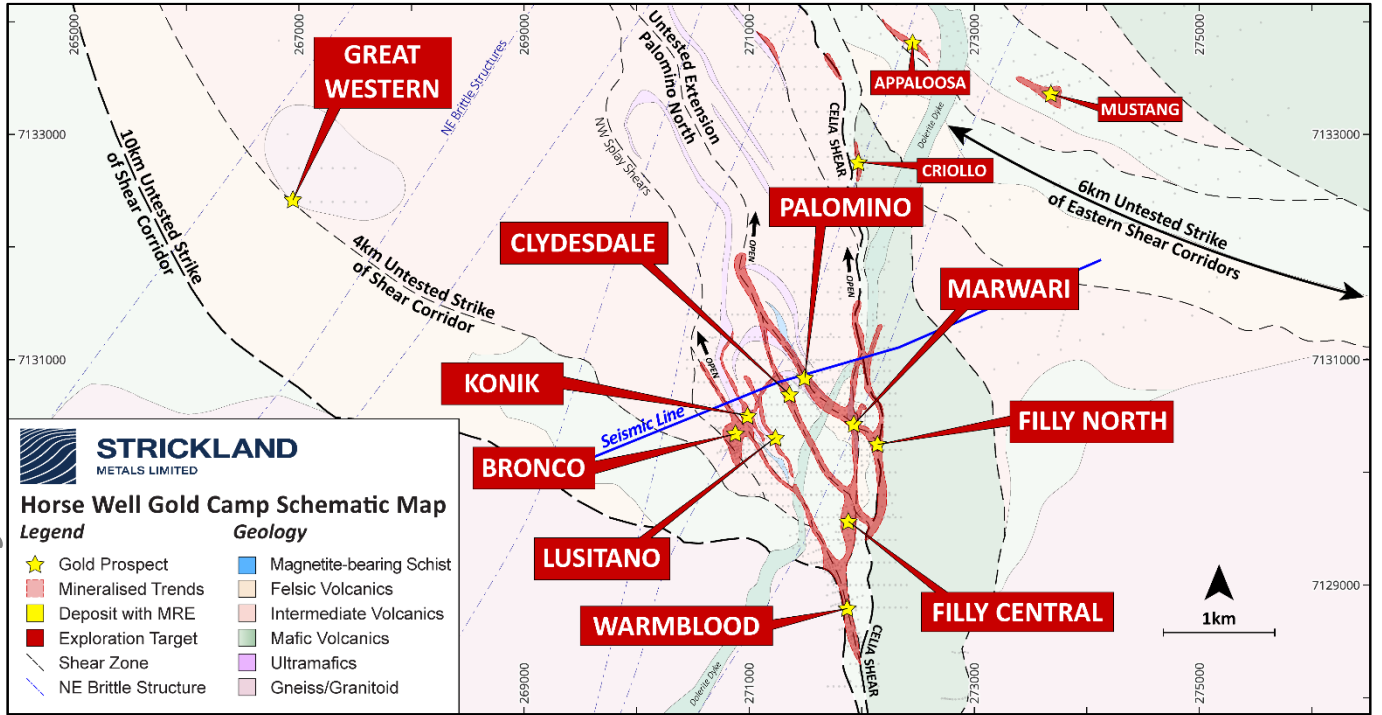 265000
267000
269000
271000
273000
275000
GREAT
WESTERN
NE Brittle Structures
Untested Extension
Palomino North
NW Splay Shears
APPALOOSA
MUSTANG
7133000
7133000
10km Untested Strike
of Shear Corridor
4km Untested Strike
of Shear Corridor
CELIA SHEAR
Dolerite Dyke
CRIOLLO
6km Untested Strike
of Eastern Shear Corridors
PALOMINO
CLYDESDALE
OPEN
OPEN
MARWARI
7131000
7131000
OPEN
KONIK
Seismic Line
FILLY NORTH
BRONCO
LUSITANO
FILLY CENTRAL
WARMBLOOD
7129000
1km
CELIA SHEAR
Dolerite Dyke
269000
271000
273000
275000
STRICKLAND
METALS LIMITED
Horse Well Gold Camp Schematic Map
Legend
Gold Prospect
Mineralised Trends
Deposit with MRE
Exploration Target
Shear Zone
NE Brittle Structure
Geology
Magnetite-bearing Schist
Felsic Volcanics
Intermediate Volcanics
Mafic Volcanics
Ultramafics
Gneiss/Granitoid